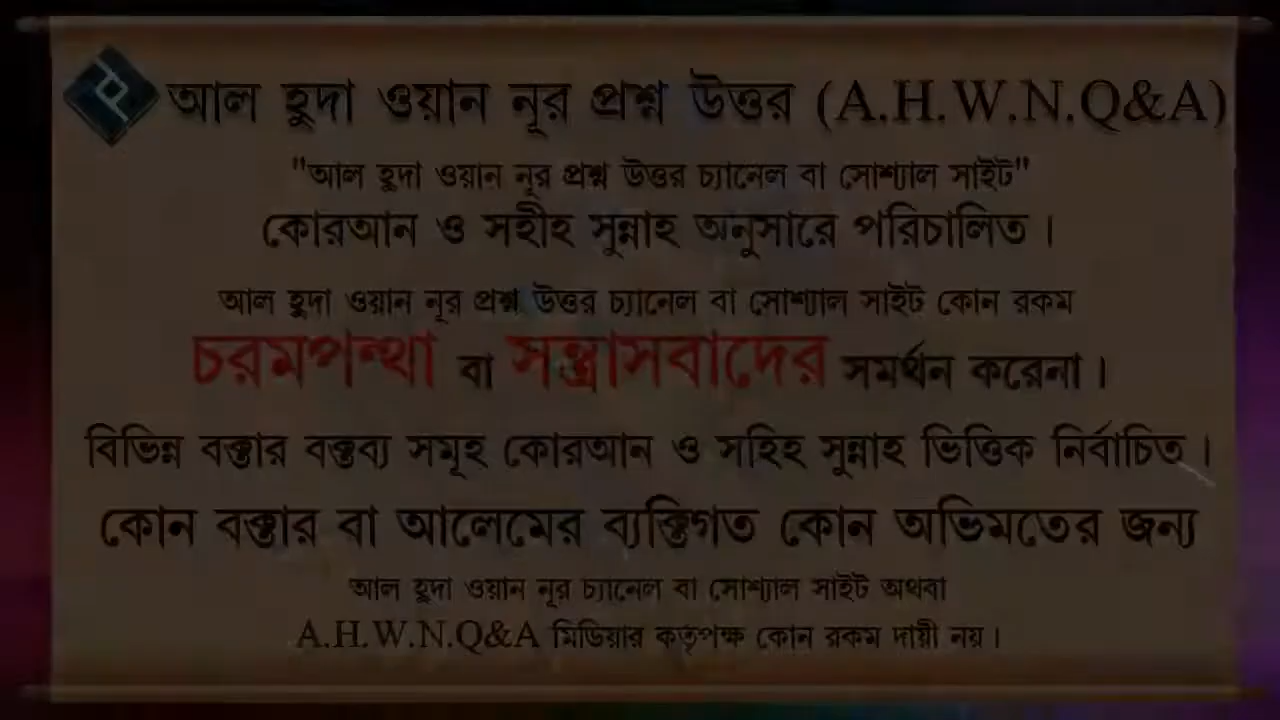 আল হুদা ওয়ান নূর প্রশ্ন উত্তর (A.H.W.N.Q&A)
"আল হুদা ওয়ান নূর প্রশ্ন উত্তর চ্যানেল বা সোশ্যাল সাইট"
কোরআন ও সহীহ সুন্নাহ অনুসারে পরিচালিত ।
আল হুদা ওয়ান নূর প্রশ্ন উত্তর চ্যানেল বা সোশ্যাল সাইট কোন রকম
চরমপন্থা বা সন্ত্রাসবাদের সমর্থন করেনা ।
বিভিন্ন বক্তার বক্তব্য সমূহ কোরআন ও সহিহ সুন্নাহ ভিত্তিক নির্বাচিত ।
কোন বক্তার বা আলেমের ব্যক্তিগত কোন অভিমতের জন্য
আল হুদা ওয়ান নূর চ্যানেল বা সোশ্যাল সাইট অথবা
A.H.W.N.Q&A মিডিয়ার কতৃপক্ষ কোন রকম দায়ী নয় ।